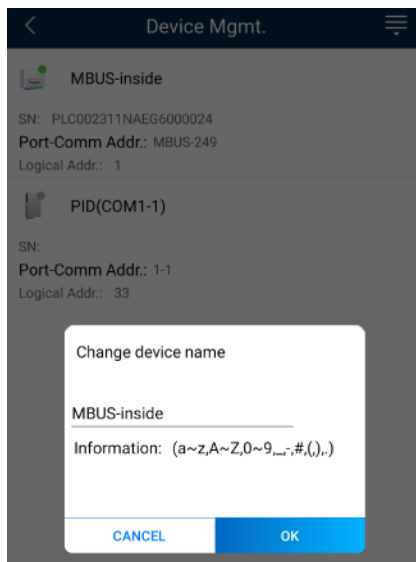 Device Mgmt.
MBUS-inside
SN: PLC002311NAEG6000024
Port-Comm Addr.: MBUS-249
Logical Addr.: 1
PID(COM1-1)
SN:
Port-Comm Addr.: 1-1
Logical Addr.: 33
Change device name
MBUS-inside
Information: (a~z,A~Z,0~9,_,-,#,(,),.)
CANCEL OK